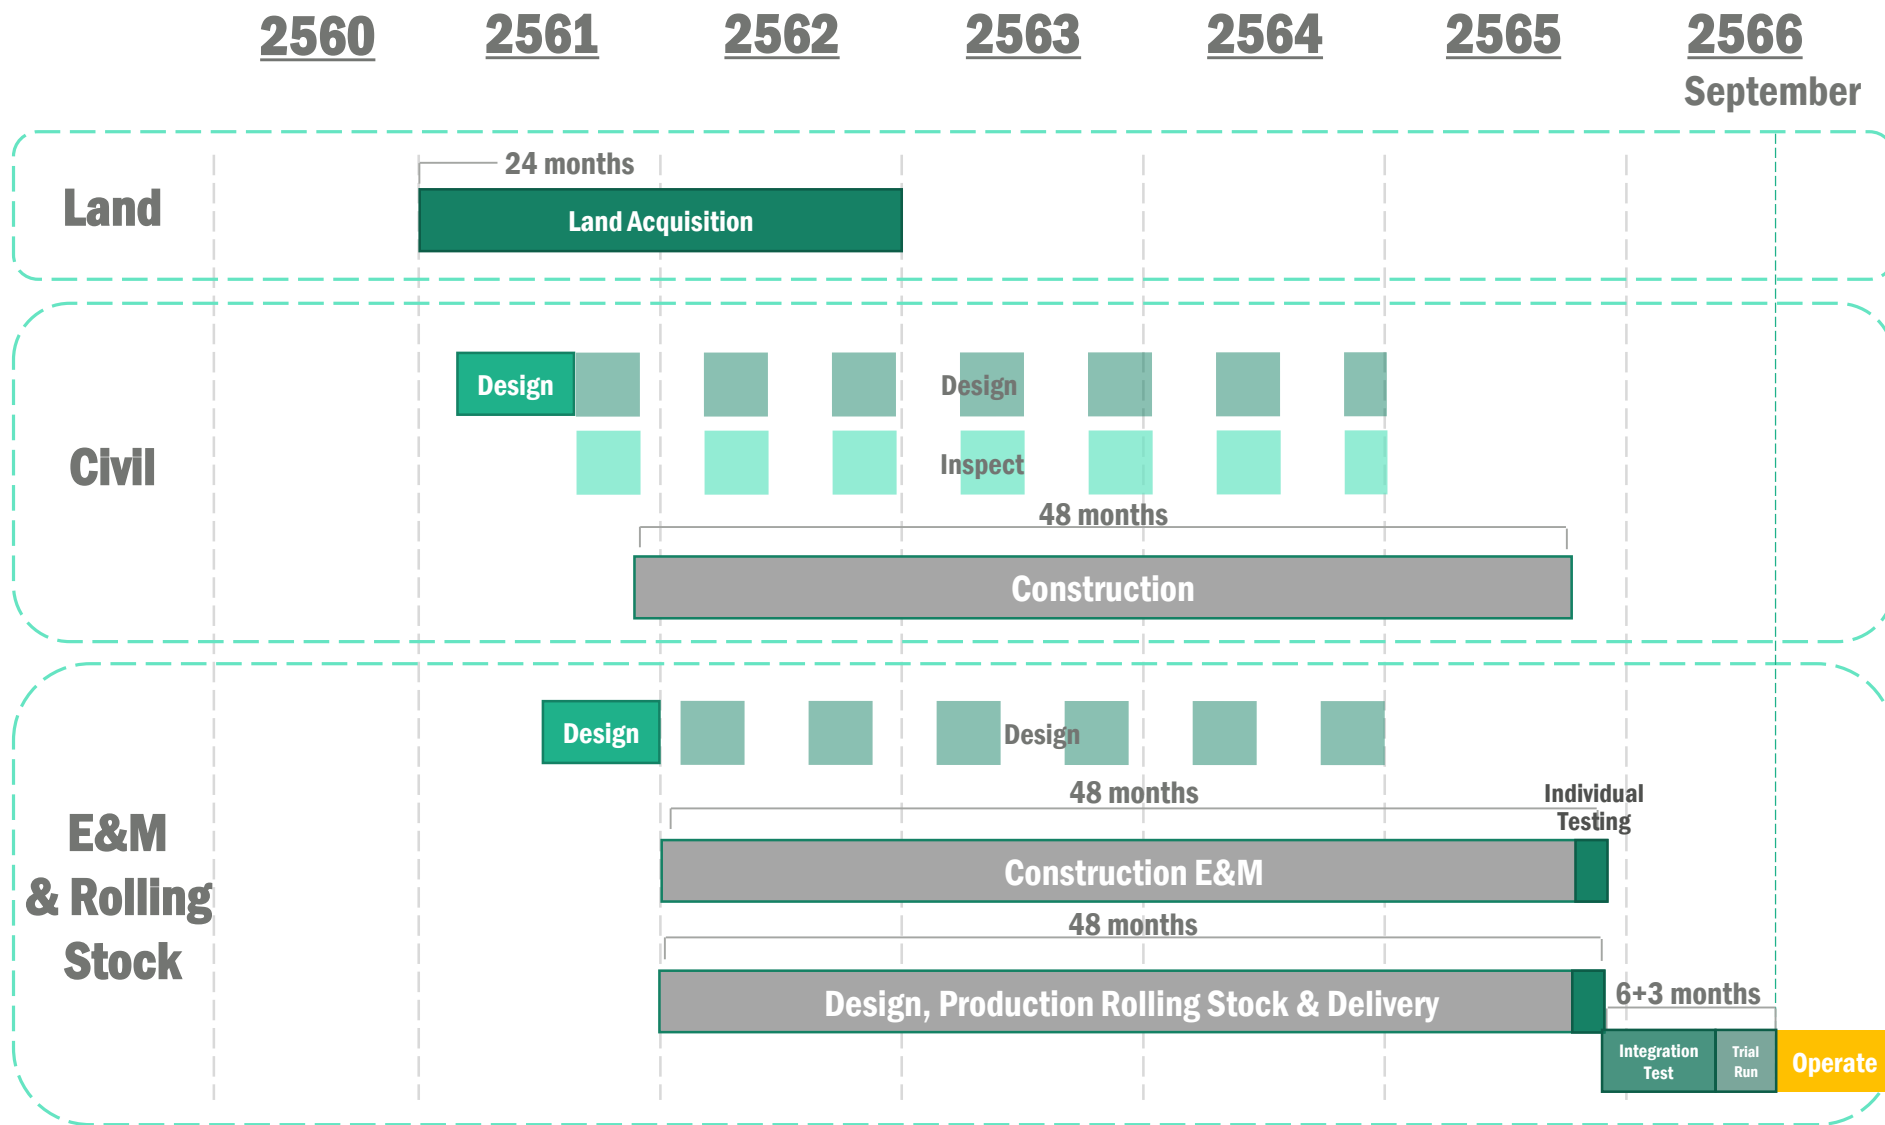 2560 2561 2562 2563 2564 2565 2566
September
24 months
Land
Land Acquisition
Design
Design
Civil
Inspect
48 months
Construction
Design
Design
48 months
Individual
Testing
E&M
& Rolling
Stock
Construction E&M
48 months
Design, Production Rolling Stock & Delivery
6+3 months
Integration
Test
Trial
Run
Operate